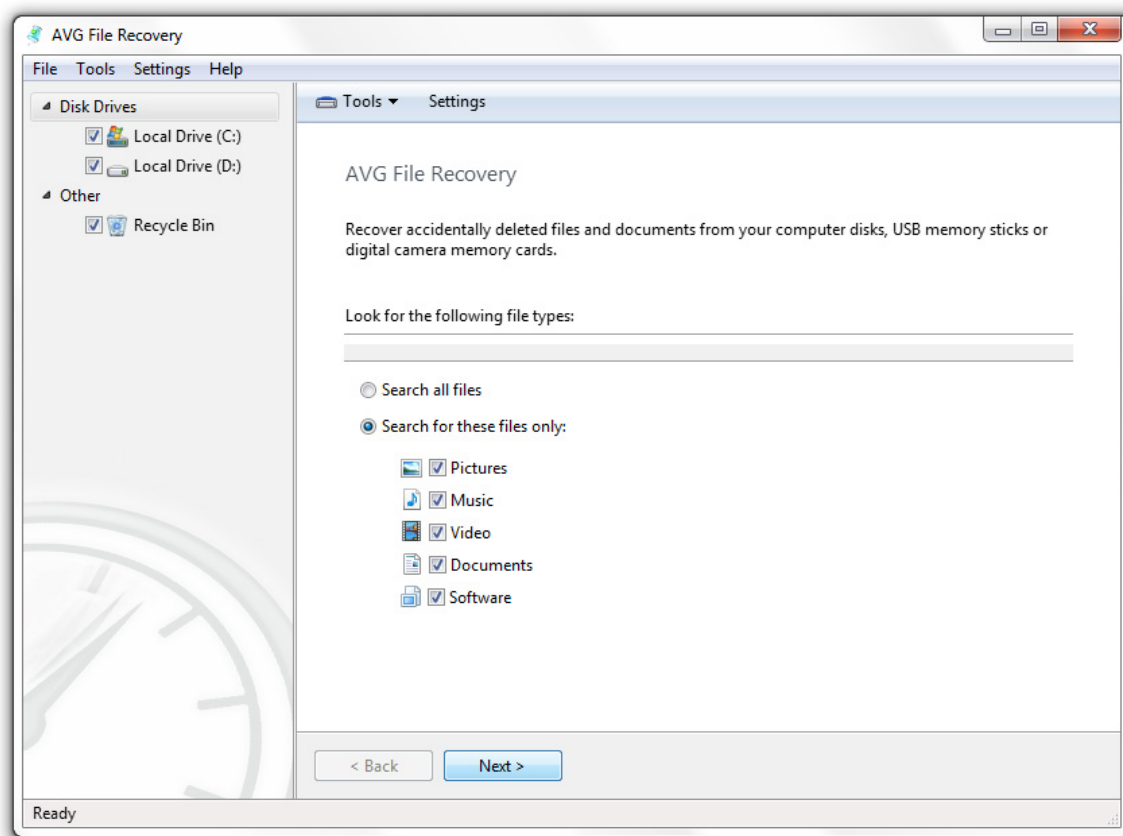 AVG File Recovery
File Tools Settings Help
Disk Drives
Local Drive (C:)
Local Drive (D:)
Other
Recycle Bin
Tools Settings
AVG File Recovery
Recover accidentally deleted files and documents from your computer disks, USB memory sticks or
digital camera memory cards.
Look for the following file types:
Search all files
Search for these files only:
Pictures
Music
Video
Documents
Software
< Back Next >
Ready